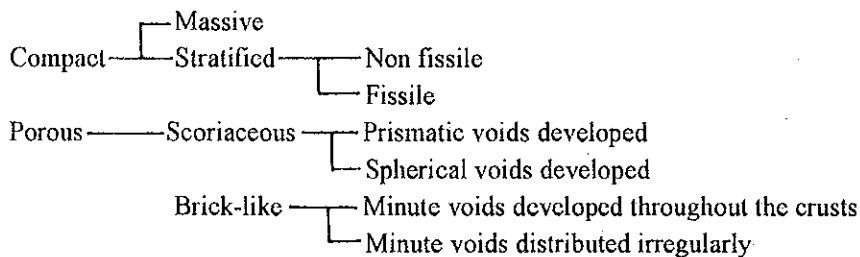 Massive
Compact Stratified Non fissile
Fissile
Porous Scoriaceous Prismatic voids developed
Spherical voids developed
Brick-like Minute voids developed throughout the crusts
Minute voids distributed irregularly